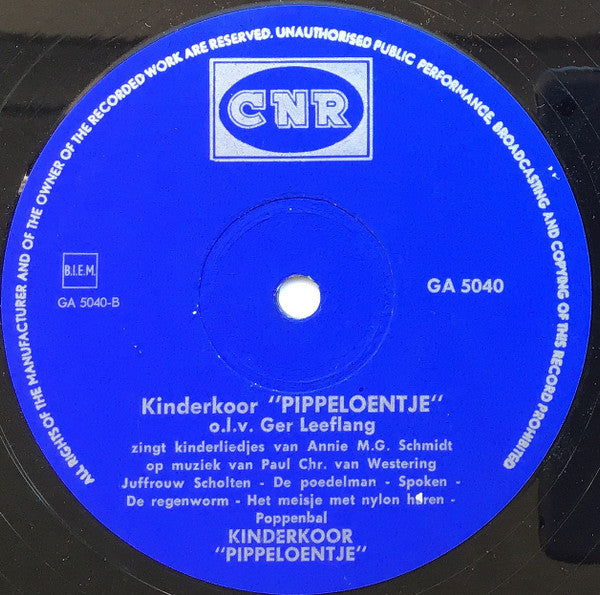 ALL RIGHTS OF THE MANUFACTURER AND OF THE OWNER OF THE RECORDED WORK ARE RESERVED. UNAUTHORISED PUBLIC PERFORMANCE, BROADCASTING AND COPYING OF THIS RECORD PROHIBITED
CNR
B.I.E.M.
GA 5040-B
GA 5040
Kinderkoor "PIPPELOENTJE"
o.l.v. Ger Leeflang
zingt kinderliedjes van Annie M.G. Schmidt
op muziek van Paul Chr. van Westering
Juffrouw Scholten - De poedelman - Spoken -
De regenworm - Het meisje met nylon haren -
Poppenbal
KINDERKOOR
"PIPPELOENTJE"